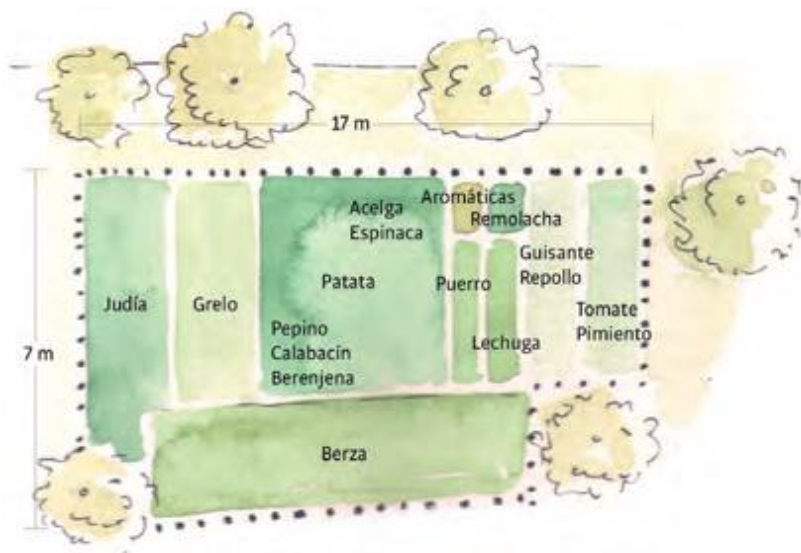 17 m
7 m
Judía
Grelo
Acelga
Espinaca
Patata
Pepino
Calabacín
Berenjena
Aromáticas
Remolacha
Puerro
Lechuga
Guisante
Repollo
Tomate
Pimiento
Berza